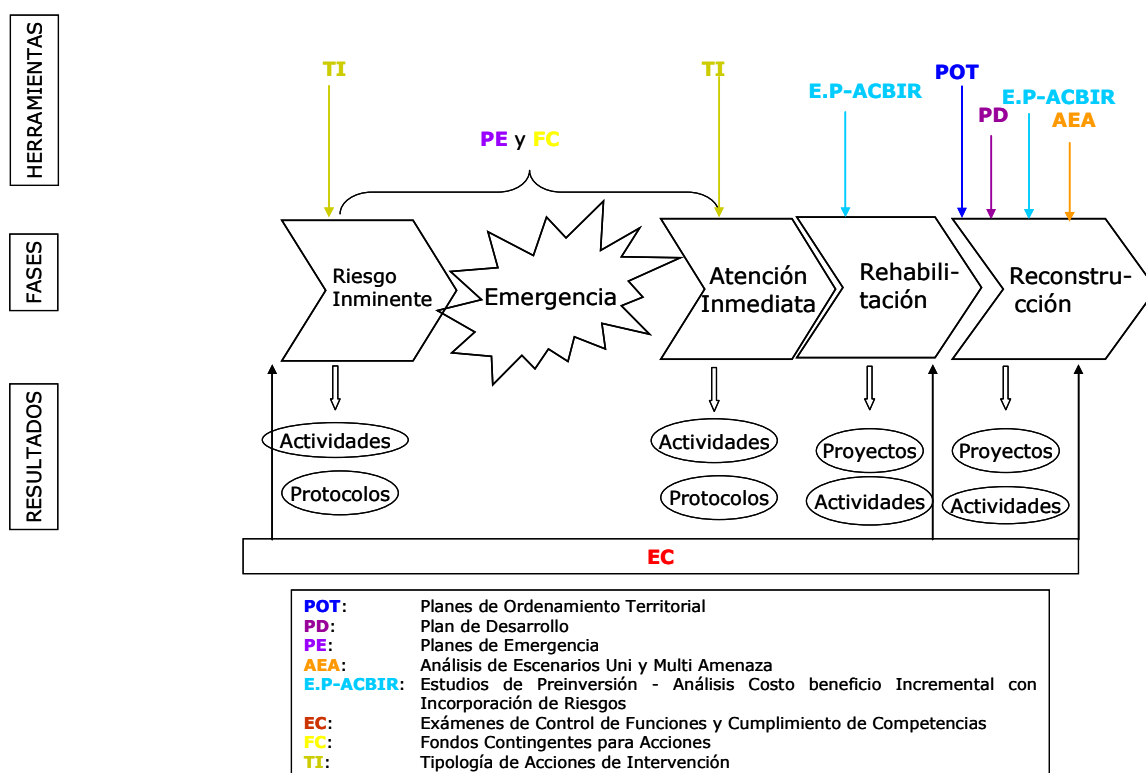 HERRAMIENTAS
TI
TI
E.P-ACBIR
POT
PD
E.P-ACBIR
AEA
PE y FC
FASES
Riesgo
Inminente
Emergencia
Atención
Inmediata
Rehabili-
tación
Reconstru-
cción
RESULTADOS
Actividades
Protocolos
Actividades
Protocolos
Proyectos
Actividades
Proyectos
Actividades
EC
POT: Planes de Ordenamiento Territorial
PD: Plan de Desarrollo
PE: Planes de Emergencia
AEA: Análisis de Escenarios Uni y Multi Amenaza
E.P-ACBIR: Estudios de Preinversión - Análisis Costo beneficio Incremental con
Incorporación de Riesgos
EC: Exámenes de Control de Funciones y Cumplimiento de Competencias
FC: Fondos Contingentes para Acciones
TI: Tipología de Acciones de Intervención